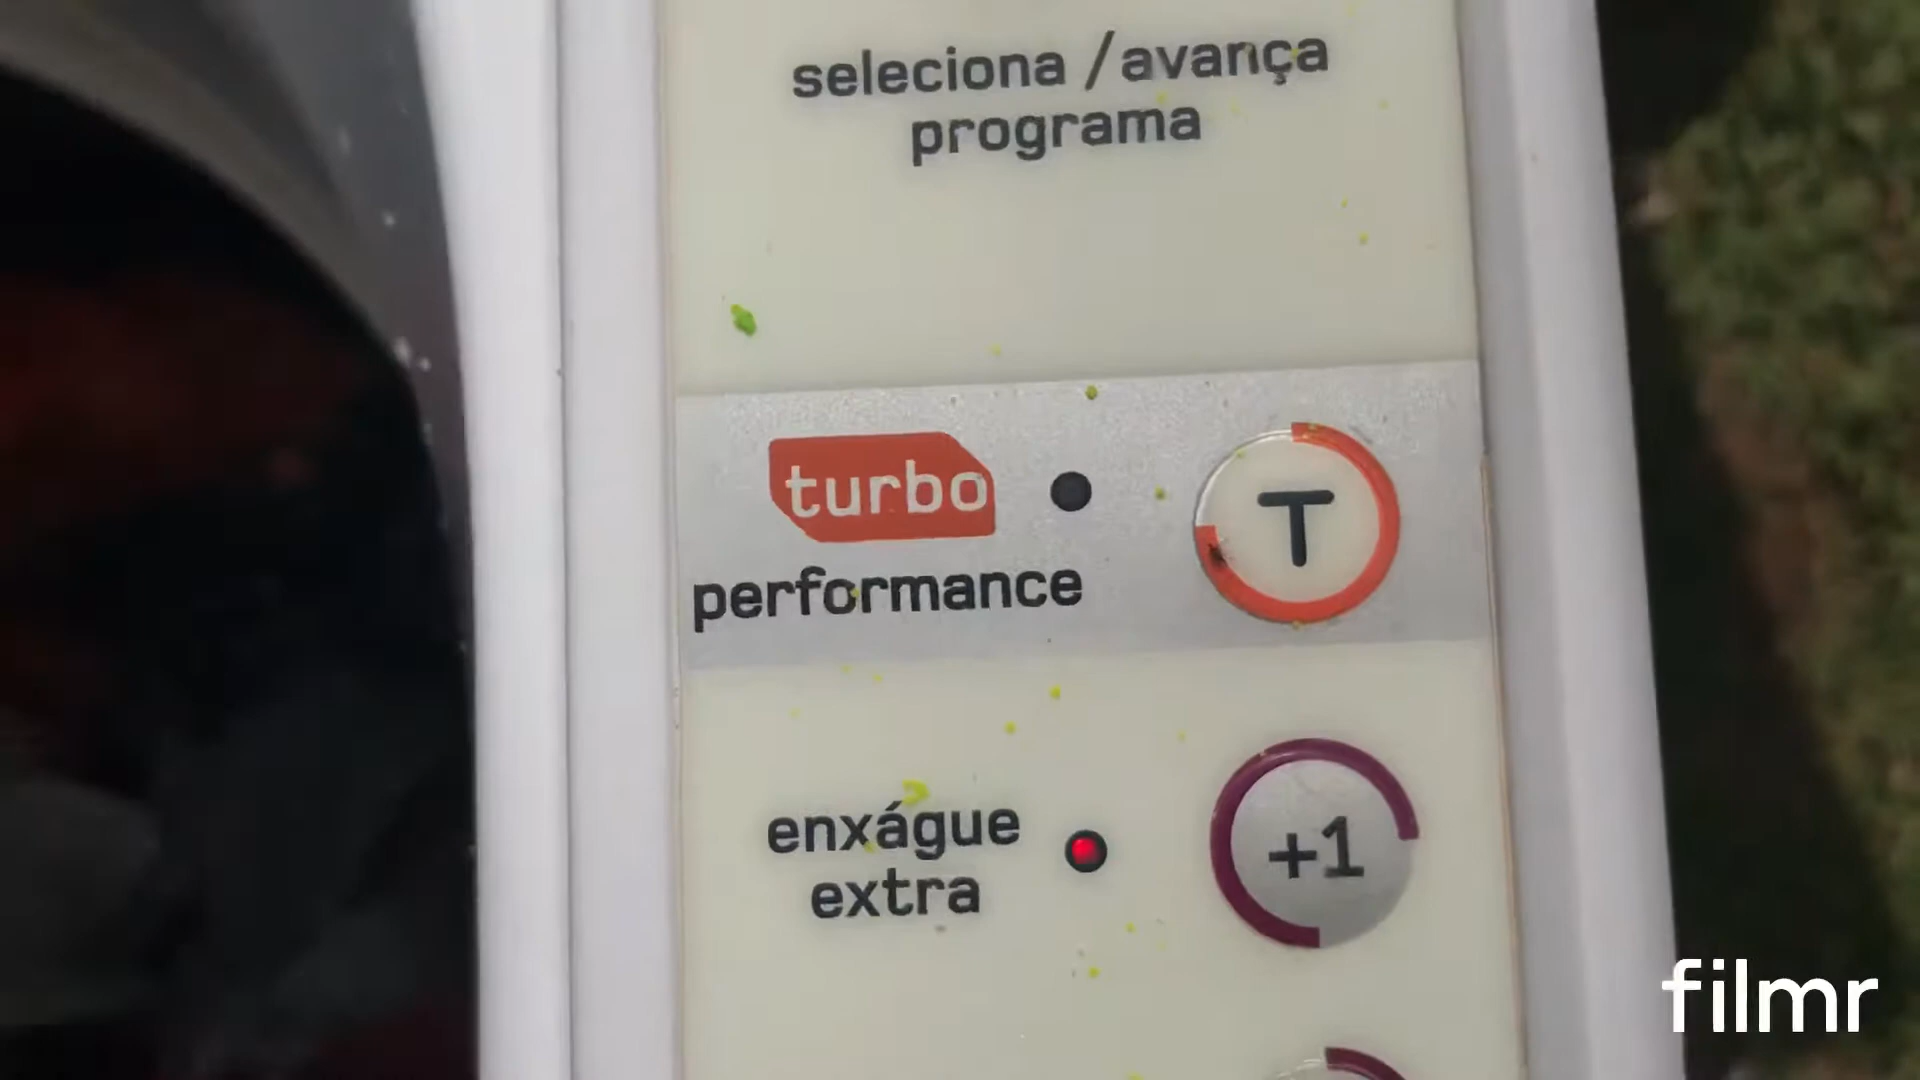 seleciona / avança
programa
turbo
T
performance
enxágue
extra
+1
filmr